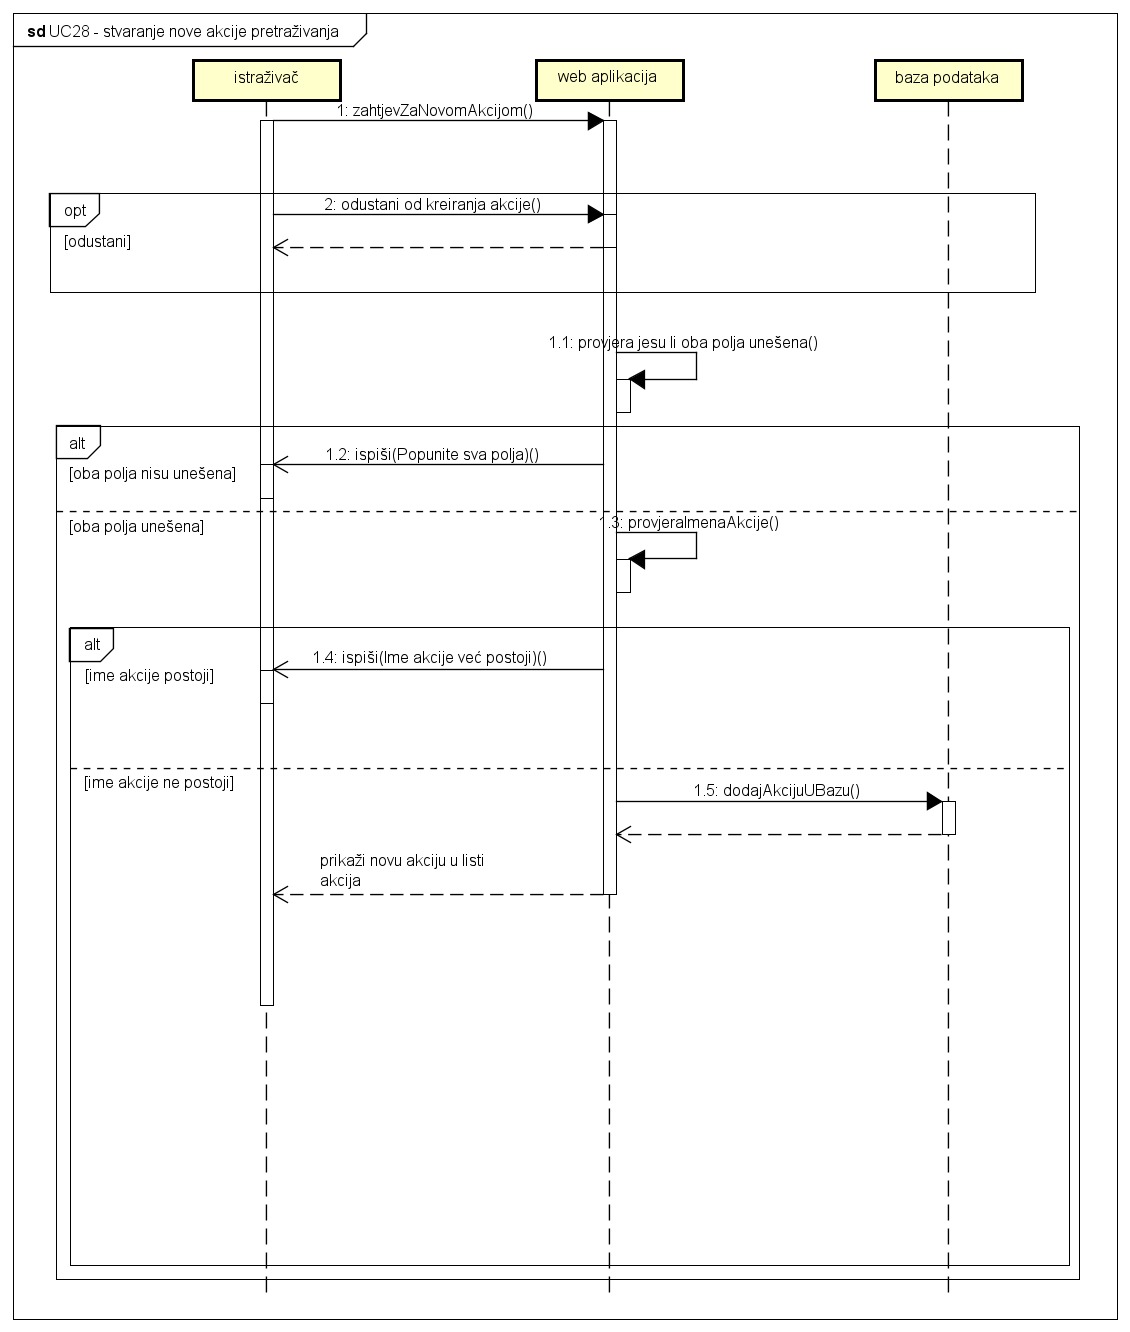 sd UC28 - stvaranje nove akcije pretraživanja
istraživač
web aplikacija
baza podataka
1: zahtjevZaNovomAkcijom()
opt
2: odustani od kreiranja akcije()
[odustani]
1.1: provjera jesu li oba polja unešena()
alt
1.2: ispiši(Popunite sva polja)()
[oba polja nisu unešena]
[oba polja unešena]
1.3: provjeraImenaAkcije()
alt
1.4: ispiši(Ime akcije već postoji)()
[ime akcije postoji]
[ime akcije ne postoji]
1.5: dodajAkcijuUBazu()
prikaži novu akciju u listi
akcija